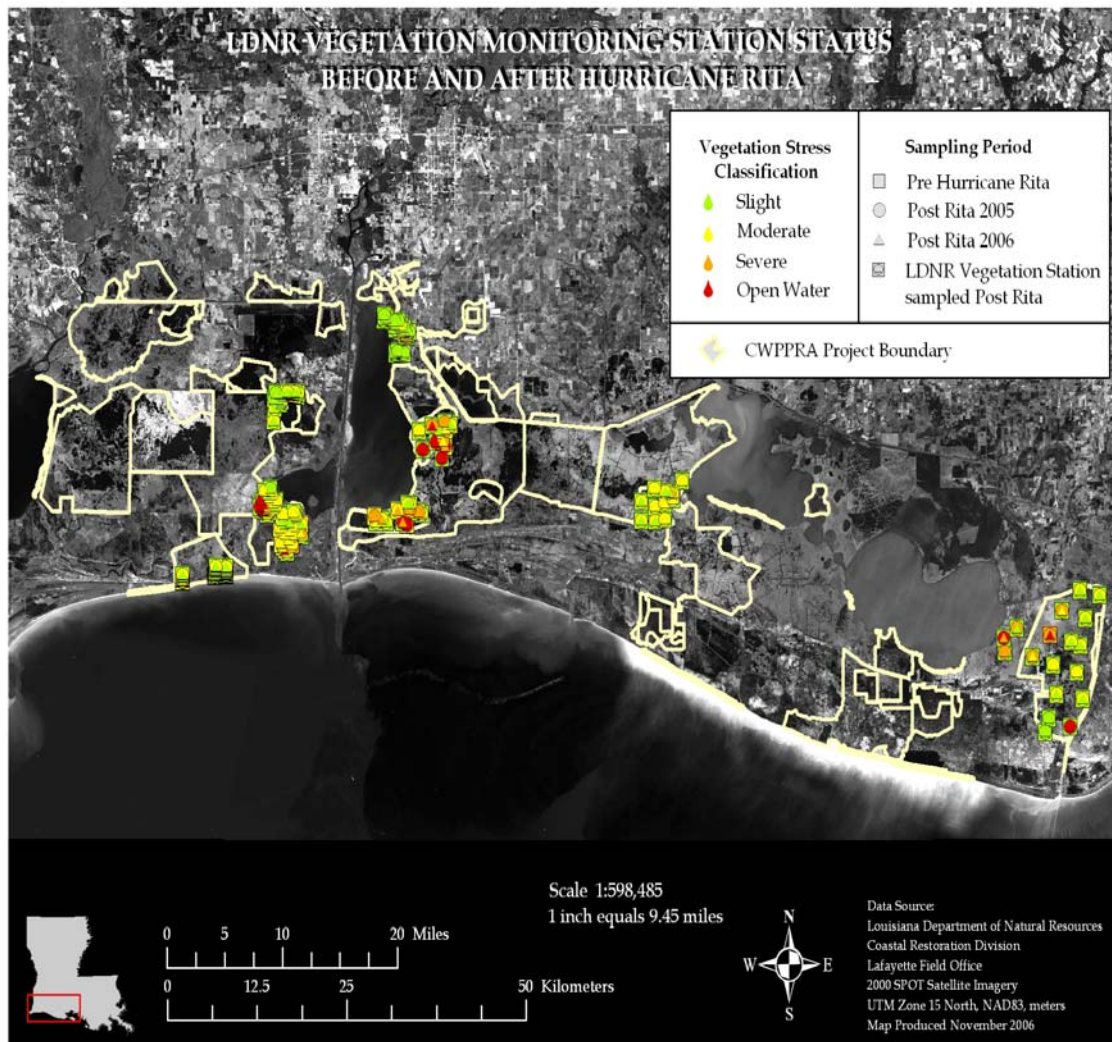 LDNR VEGETATION MONITORING STATION STATUS
BEFORE AND AFTER HURRICANE RITA
Vegetation Stress
Classification
Slight
Moderate
Severe
Open Water
Sampling Period
Pre Hurricane Rita
Post Rita 2005
Post Rita 2006
LDNR Vegetation Station
sampled Post Rita
CWPPRA Project Boundary
Scale 1:598,485
1 inch equals 9.45 miles
0 5 10 20 Miles
0 12.5 25 50 Kilometers
N
W E
S
Data Source:
Louisiana Department of Natural Resources
Coastal Restoration Division
Lafayette Field Office
2000 SPOT Satellite Imagery
UTM Zone 15 North, NAD83, meters
Map Produced November 2006